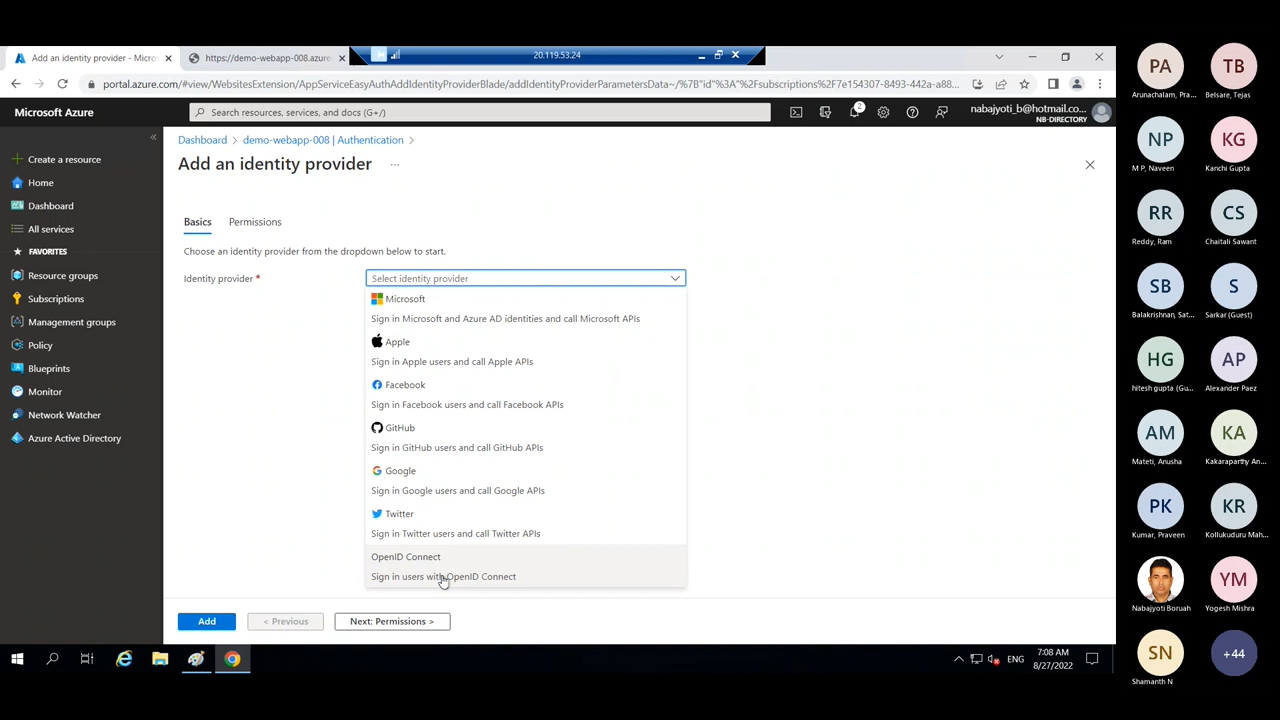 Add an identity provider - Micros
https://demo-webapp-008.azure
20.119.53.24
portal.azure.com/#view/WebsitesExtension/AppServiceEasyAuthAddIdentityProviderBlade/addIdentityProviderParametersData~/%7B"id"%3A"%2Fsubscriptions%2F7e154307-8493-442a-a88...
Microsoft Azure
Search resources, services, and docs (G+/)
2
nabajyoti_b@hotmail.co...
NB-DIRECTORY
Create a resource
Home
Dashboard
All services
FAVORITES
Resource groups
Subscriptions
Management groups
Policy
Blueprints
Monitor
Network Watcher
Azure Active Directory
Dashboard > demo-webapp-008 | Authentication >
Add an identity provider ...
Basics
Permissions
Choose an identity provider from the dropdown below to start.
Identity provider *
Select identity provider
Microsoft
Sign in Microsoft and Azure AD identities and call Microsoft APIs
Apple
Sign in Apple users and call Apple APIs
Facebook
Sign in Facebook users and call Facebook APIs
GitHub
Sign in GitHub users and call GitHub APIs
Google
Sign in Google users and call Google APIs
Twitter
Sign in Twitter users and call Twitter APIs
OpenID Connect
Sign in users with OpenID Connect
Add
< Previous
Next: Permissions >
ENG
7:08 AM
8/27/2022
PA
Arunachalam, Pra...
TB
Belsare, Tejas
NP
M P, Naveen
KG
Kanchi Gupta
RR
Reddy, Ram
CS
Chaitali Sawant
SB
Balakrishnan, Sat...
S
Sarkar (Guest)
HG
hitesh gupta (Gu...
AP
Alexander Paez
AM
Mateti, Anusha
KA
Kakaraparthy An...
PK
Kumar, Praveen
KR
Kollukuduru Mah...
Nabajyoti Boruah
YM
Yogesh Mishra
SN
Shamanth N
+44